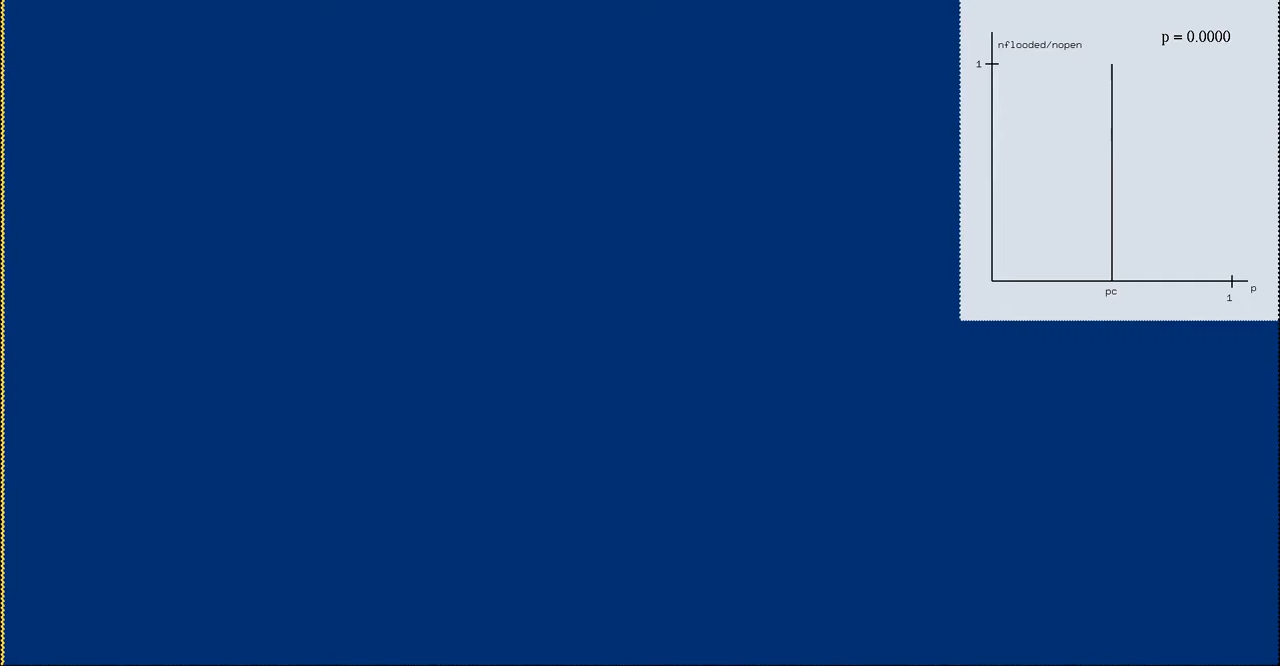 p = 0.0000
nflooded/nopen
1
pc
p
1